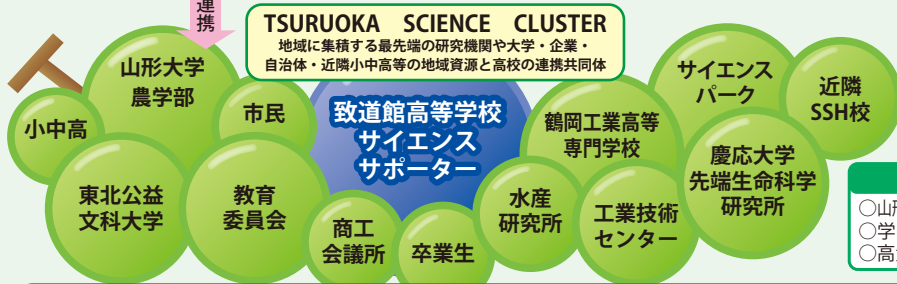 連
携
TSURUOKA SCIENCE CLUSTER
地域に集積する最先端の研究機関や大学・企業・
自治体・近隣小中高等の地域資源と高校の連携共同体
山形大学
農学部
小中高
市民
致道館高等学校
サイエンス
サポーター
鶴岡工業高等
専門学校
サイエンス
パーク
近隣
SSH校
東北公益
文科大学
教育
委員会
商工
会議所
卒業生
水産
研究所
工業技術
センター
慶応大学
先端生命科学
研究所
○山形
○学
○高